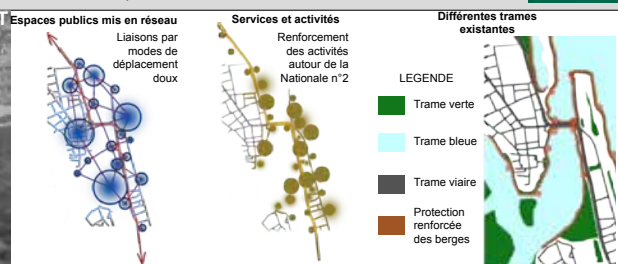 Espaces publics mis en réseau
Liaisons par
modes de
déplacement
doux
Services et activités
Renforcement
des activités
autour de la
Nationale n°2
Différentes trames
existantes
LEGENDE
Trame verte
Trame bleue
Trame viaire
Protection
renforcée
des berges